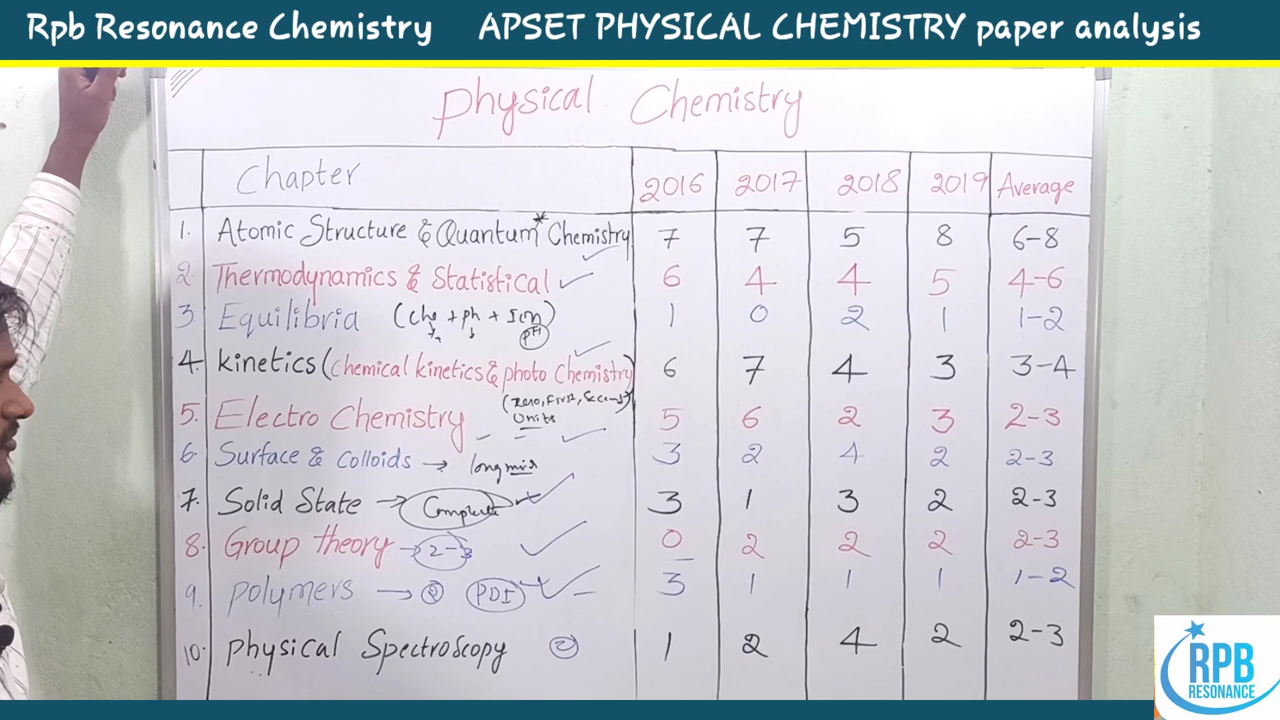 Rpb Resonance Chemistry APSET PHYSICAL CHEMISTRY paper analysis
Physical Chemistry
Chapter 2016 2017 2018 2019 Average
1. Atomic Structure & Quantum* Chemistry 7 7 5 8 6-8
2 Thermodynamics & Statistical ✓ 6 4 4 5 4-6
3 Equilibria (Che + ph + Ion) 1 0 2 1 1-2
pH
4. kinetics (chemical kinetics & photo Chemistry) 6 7 4 3 3-4
(Zero, First, Second)
Units
5. Electro Chemistry 5 6 2 3 2-3
6. Surface & Colloids → long 3 2 4 2 2-3
7. Solid State → Complete 3 1 3 2 2-3
8. Group theory → 2-3 0 2 2 2 2-3
9. polymers → ② PDI 3 1 1 1 1-2
10. physical Spectroscopy ② 1 2 4 2 2-3
RPB
RESONANCE